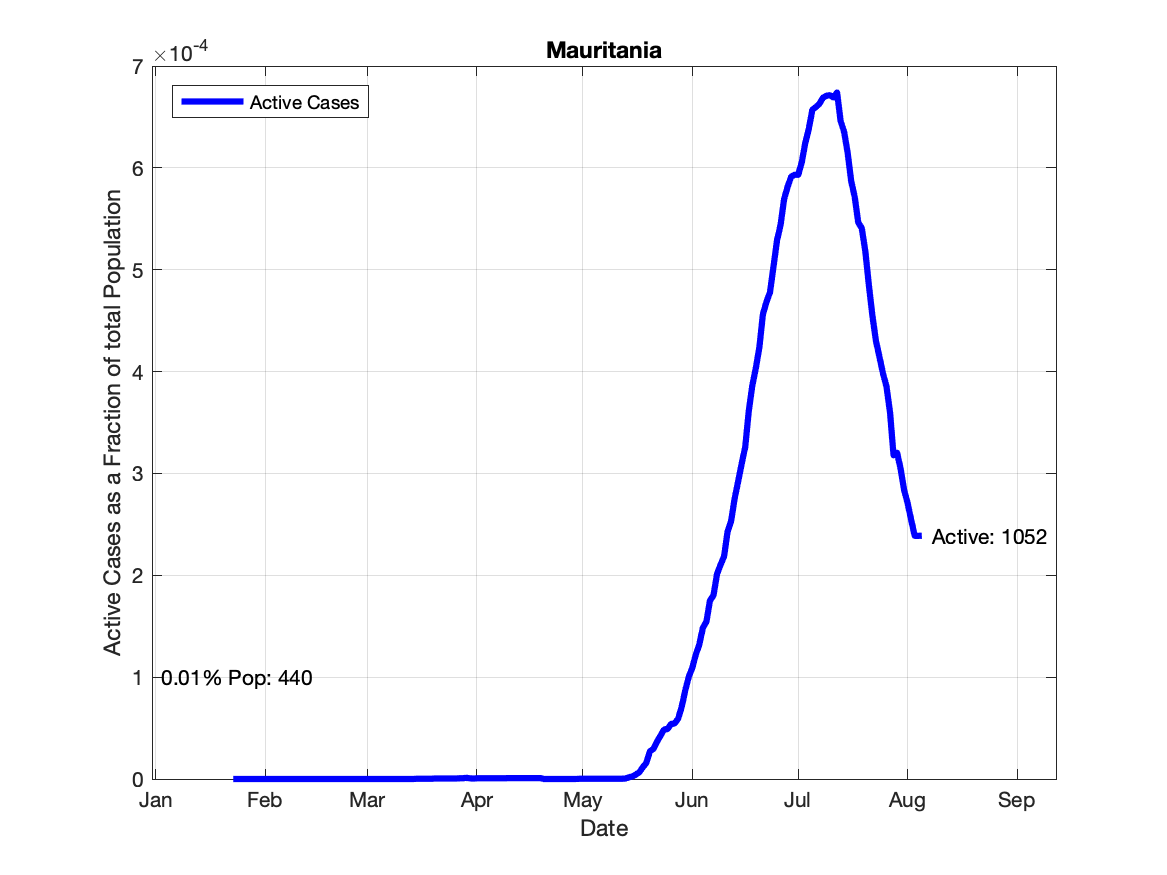 Mauritania
×10^-4
Active Cases
7
6
5
4
3
2
1
0
Active Cases as a Fraction of total Population
0.01% Pop: 440
Active: 1052
Jan Feb Mar Apr May Jun Jul Aug Sep
Date